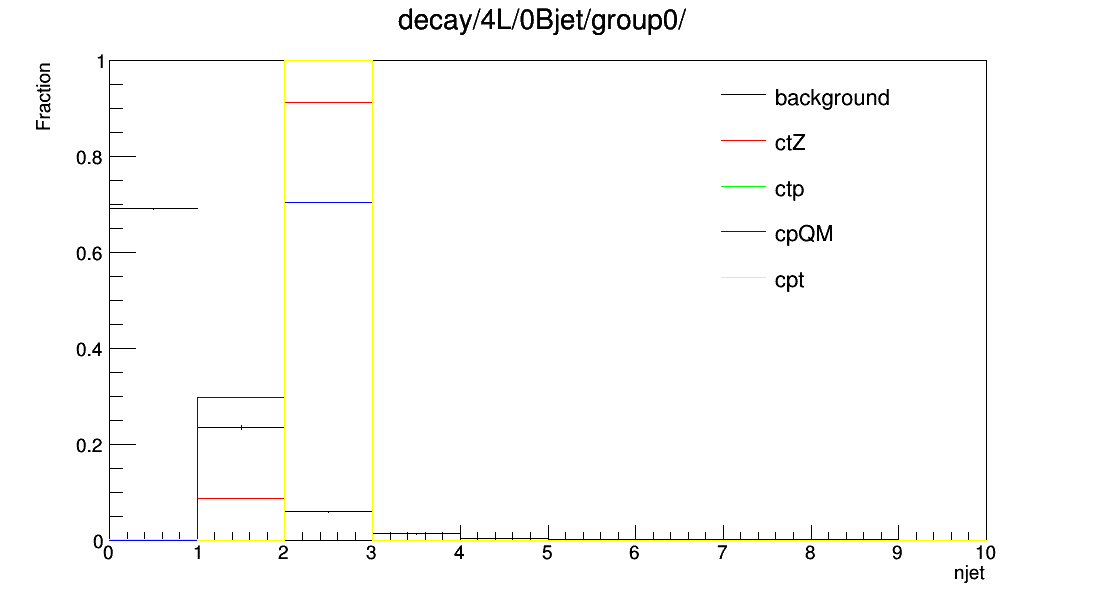 decay/4L/0Bjet/group0/
Fraction
1
0.8
0.6
0.4
0.2
0
background
ctZ
ctp
cpQM
cpt
0 1 2 3 4 5 6 7 8 9 10
njet